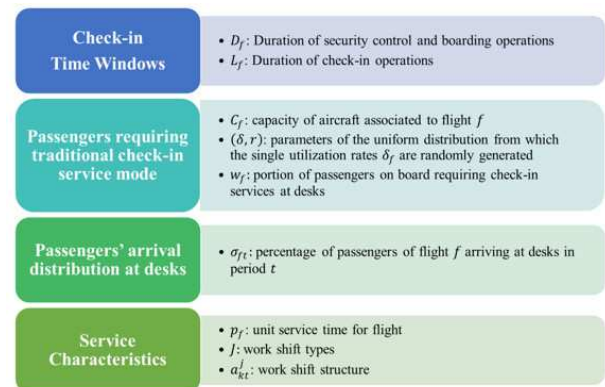 Check-in
Time Windows
• D_f: Duration of security control and boarding operations
• L_f: Duration of check-in operations
Passengers requiring
traditional check-in
service mode
• C_f: capacity of aircraft associated to flight f
• (δ, r): parameters of the uniform distribution from which
the single utilization rates δ_f are randomly generated
• w_f: portion of passengers on board requiring check-in
services at desks
Passengers' arrival
distribution at desks
• σ_ft: percentage of passengers of flight f arriving at desks in
period t
Service
Characteristics
• p_f: unit service time for flight
• J: work shift types
• a_kt^j: work shift structure